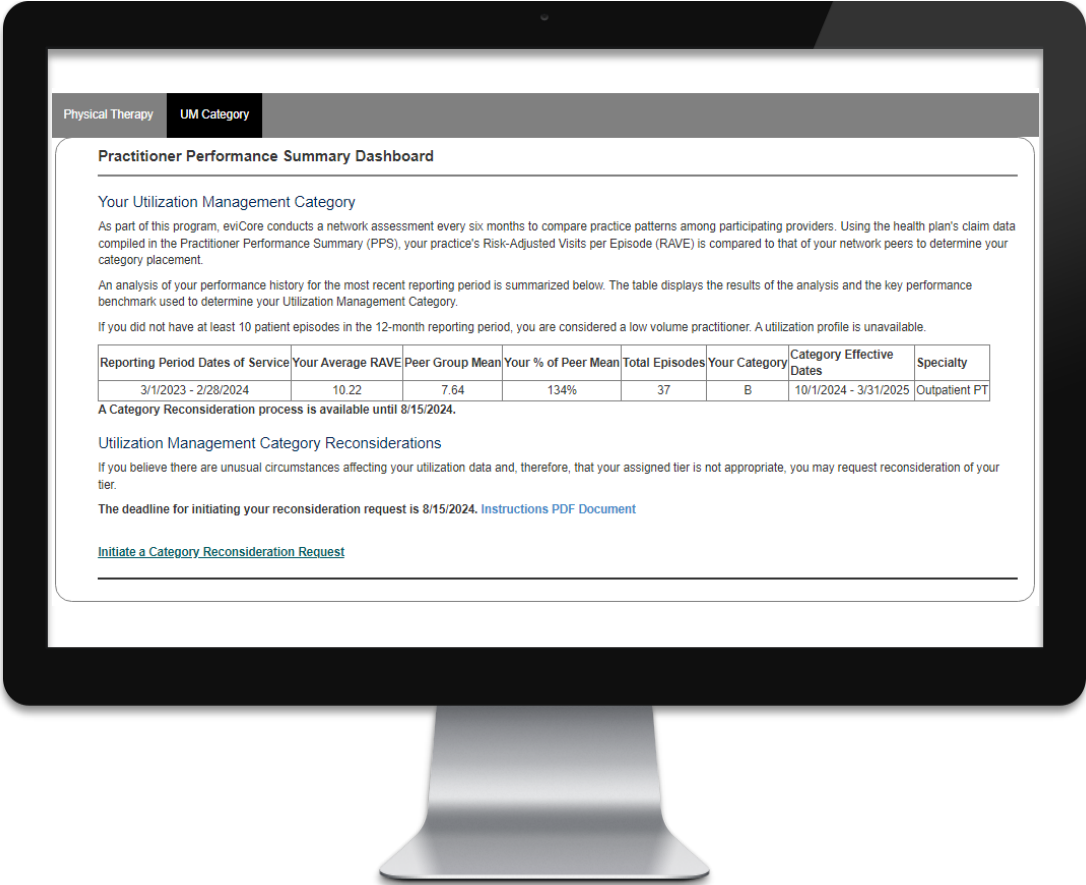 Physical Therapy
UM Category
Practitioner Performance Summary Dashboard
Your Utilization Management Category
As part of this program, eviCore conducts a network assessment every six months to compare practice patterns among participating providers. Using the health plan's claim data
compiled in the Practitioner Performance Summary (PPS), your practice's Risk-Adjusted Visits per Episode (RAVE) is compared to that of your network peers to determine your
category placement.
An analysis of your performance history for the most recent reporting period is summarized below. The table displays the results of the analysis and the key performance
benchmark used to determine your Utilization Management Category.
If you did not have at least 10 patient episodes in the 12-month reporting period, you are considered a low volume practitioner. A utilization profile is unavailable.
Reporting Period Dates of Service Your Average RAVE Peer Group Mean Your % of Peer Mean Total Episodes Your Category Category Effective Dates Specialty
3/1/2023 - 2/28/2024 10.22 7.64 134% 37 B 10/1/2024 - 3/31/2025 Outpatient PT
A Category Reconsideration process is available until 8/15/2024.
Utilization Management Category Reconsiderations
If you believe there are unusual circumstances affecting your utilization data and, therefore, that your assigned tier is not appropriate, you may request reconsideration of your
tier.
The deadline for initiating your reconsideration request is 8/15/2024. Instructions PDF Document
Initiate a Category Reconsideration Request